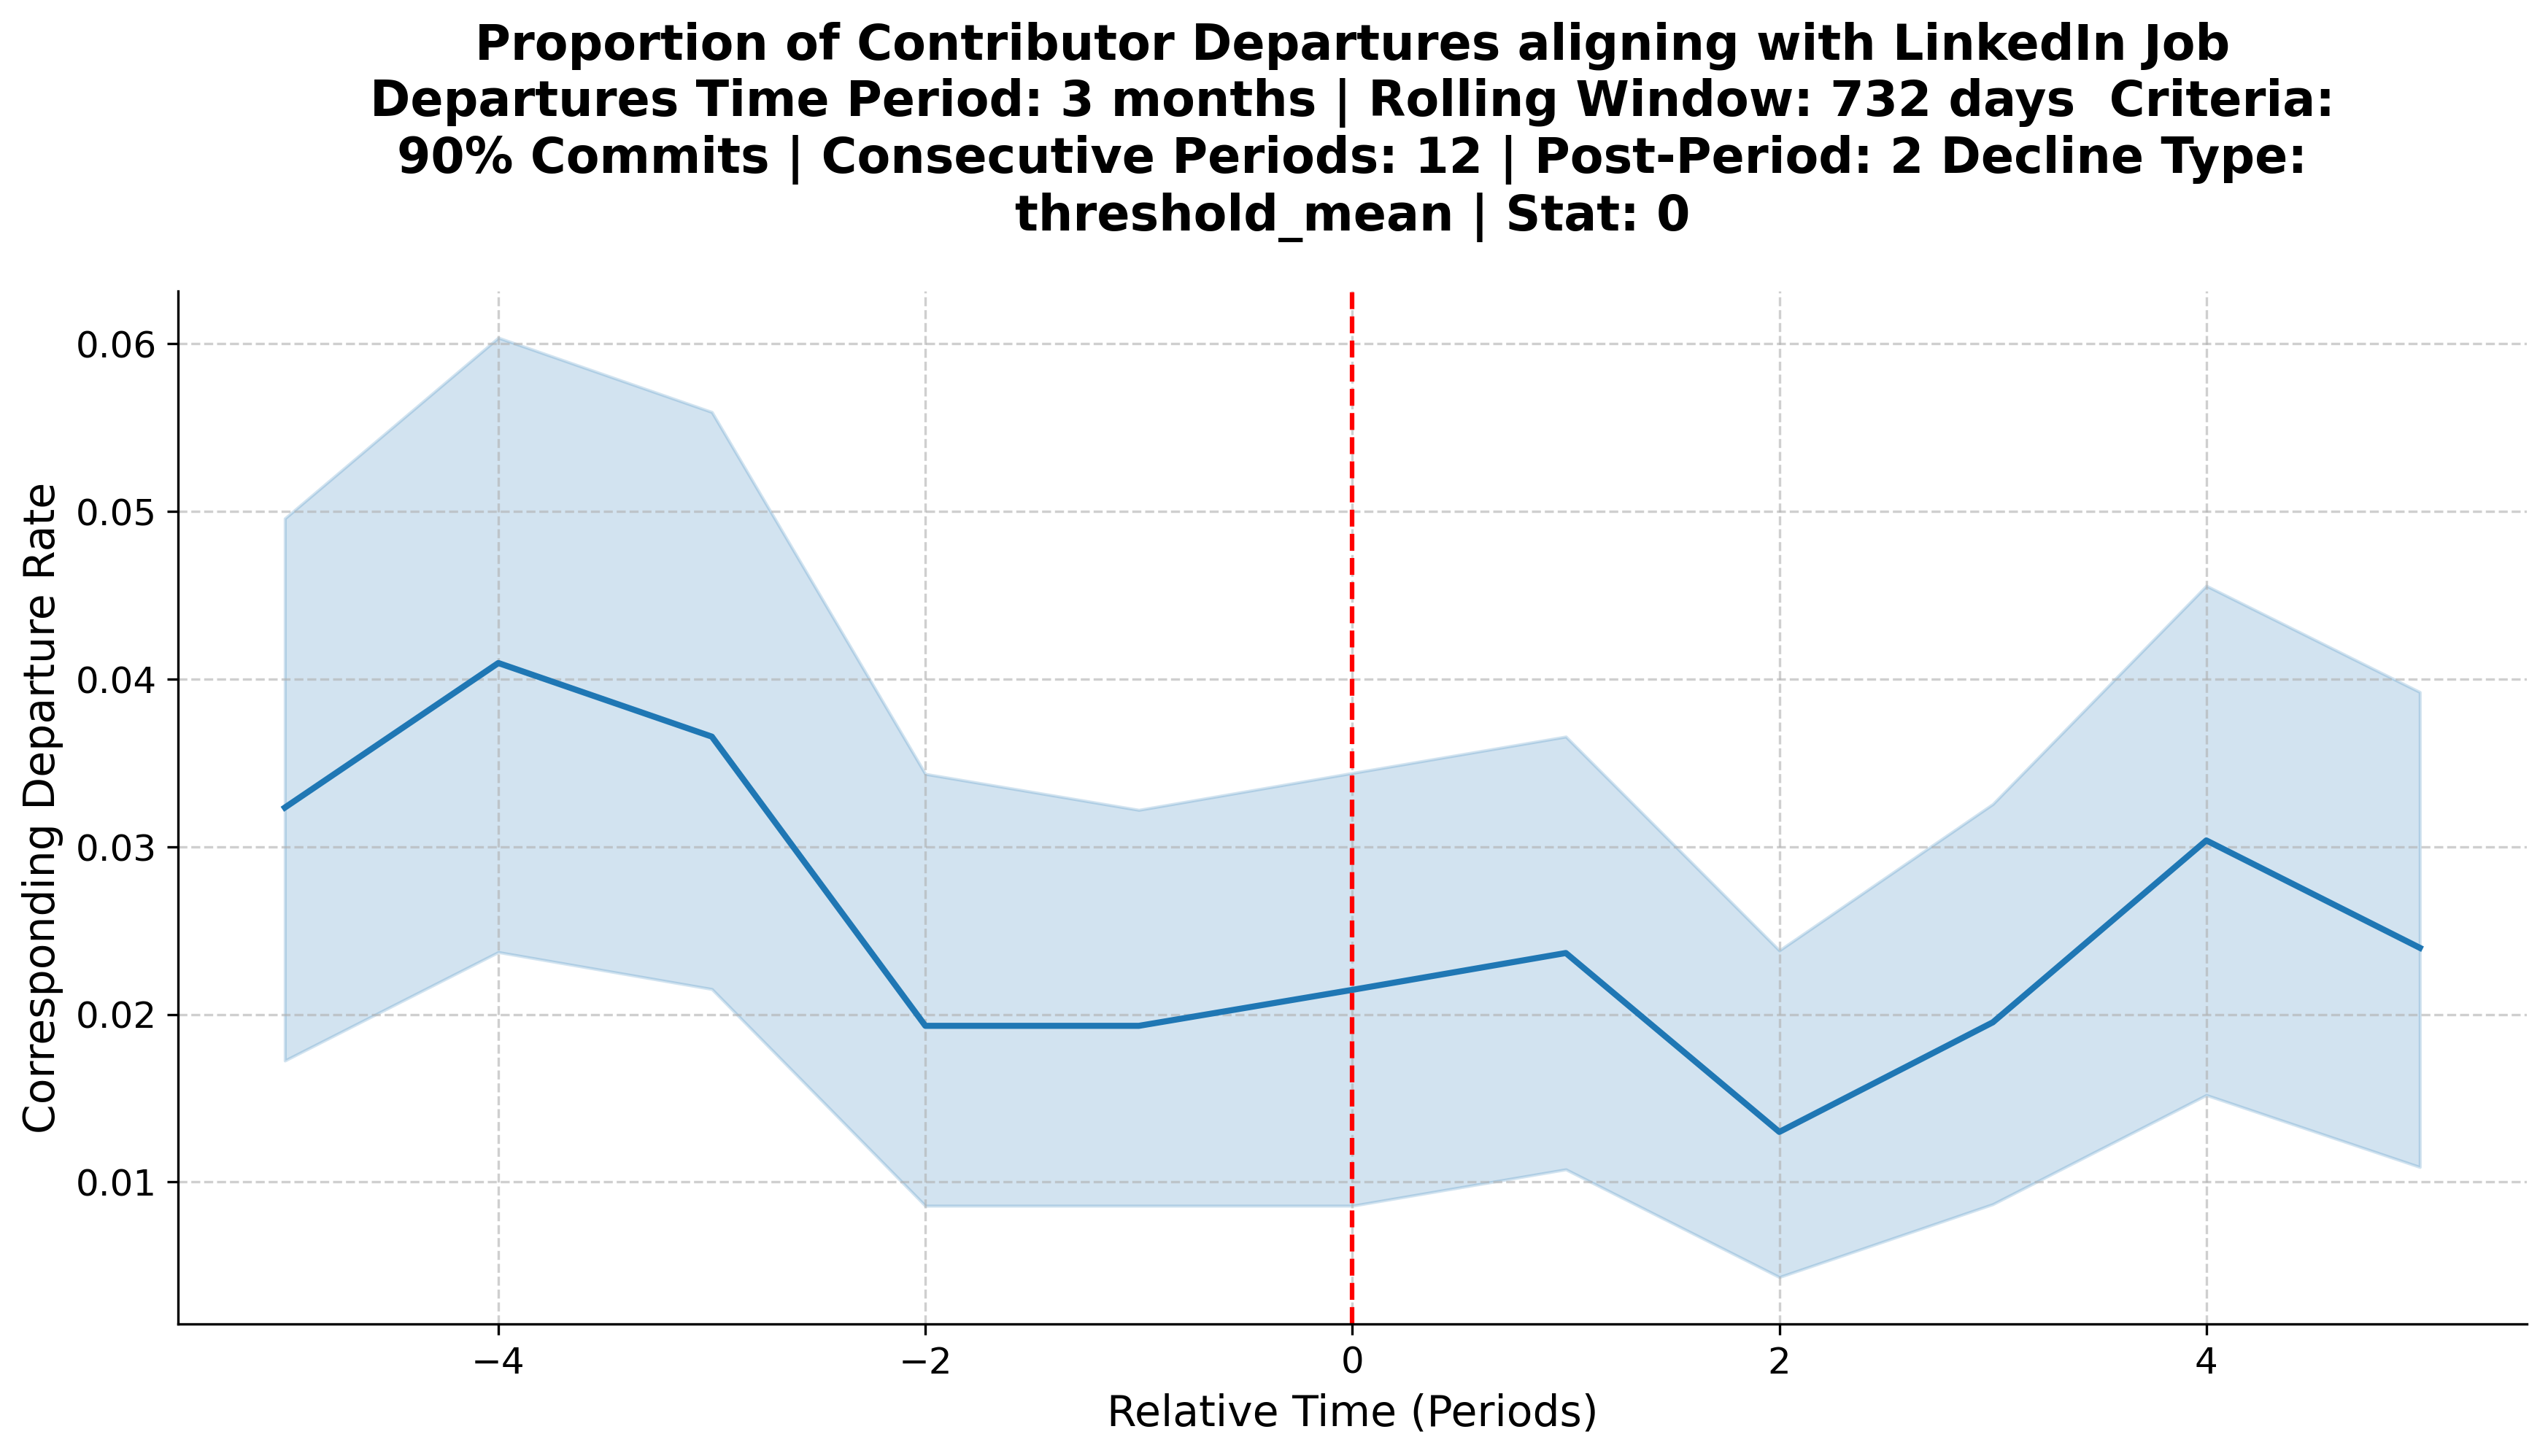 Proportion of Contributor Departures aligning with LinkedIn Job
Departures Time Period: 3 months | Rolling Window: 732 days  Criteria:
90% Commits | Consecutive Periods: 12 | Post-Period: 2 Decline Type:
threshold_mean | Stat: 0
Corresponding Departure Rate
0.06
0.05
0.04
0.03
0.02
0.01
−4
−2
0
2
4
Relative Time (Periods)